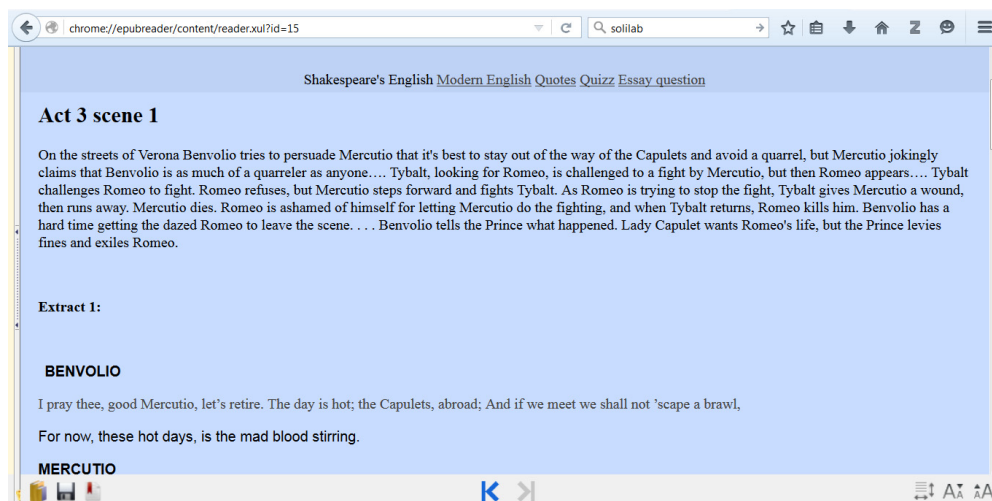 chrome://epubreader/content/reader.xul?id=15
solilab
Shakespeare's English Modern English Quotes Quizz Essay question
Act 3 scene 1
On the streets of Verona Benvolio tries to persuade Mercutio that it's best to stay out of the way of the Capulets and avoid a quarrel, but Mercutio jokingly
claims that Benvolio is as much of a quarreler as anyone…. Tybalt, looking for Romeo, is challenged to a fight by Mercutio, but then Romeo appears…. Tybalt
challenges Romeo to fight. Romeo refuses, but Mercutio steps forward and fights Tybalt. As Romeo is trying to stop the fight, Tybalt gives Mercutio a wound,
then runs away. Mercutio dies. Romeo is ashamed of himself for letting Mercutio do the fighting, and when Tybalt returns, Romeo kills him. Benvolio has a
hard time getting the dazed Romeo to leave the scene. . . . Benvolio tells the Prince what happened. Lady Capulet wants Romeo's life, but the Prince levies
fines and exiles Romeo.
Extract 1:
BENVOLIO
I pray thee, good Mercutio, let’s retire. The day is hot; the Capulets, abroad; And if we meet we shall not ’scape a brawl,
For now, these hot days, is the mad blood stirring.
MERCUTIO